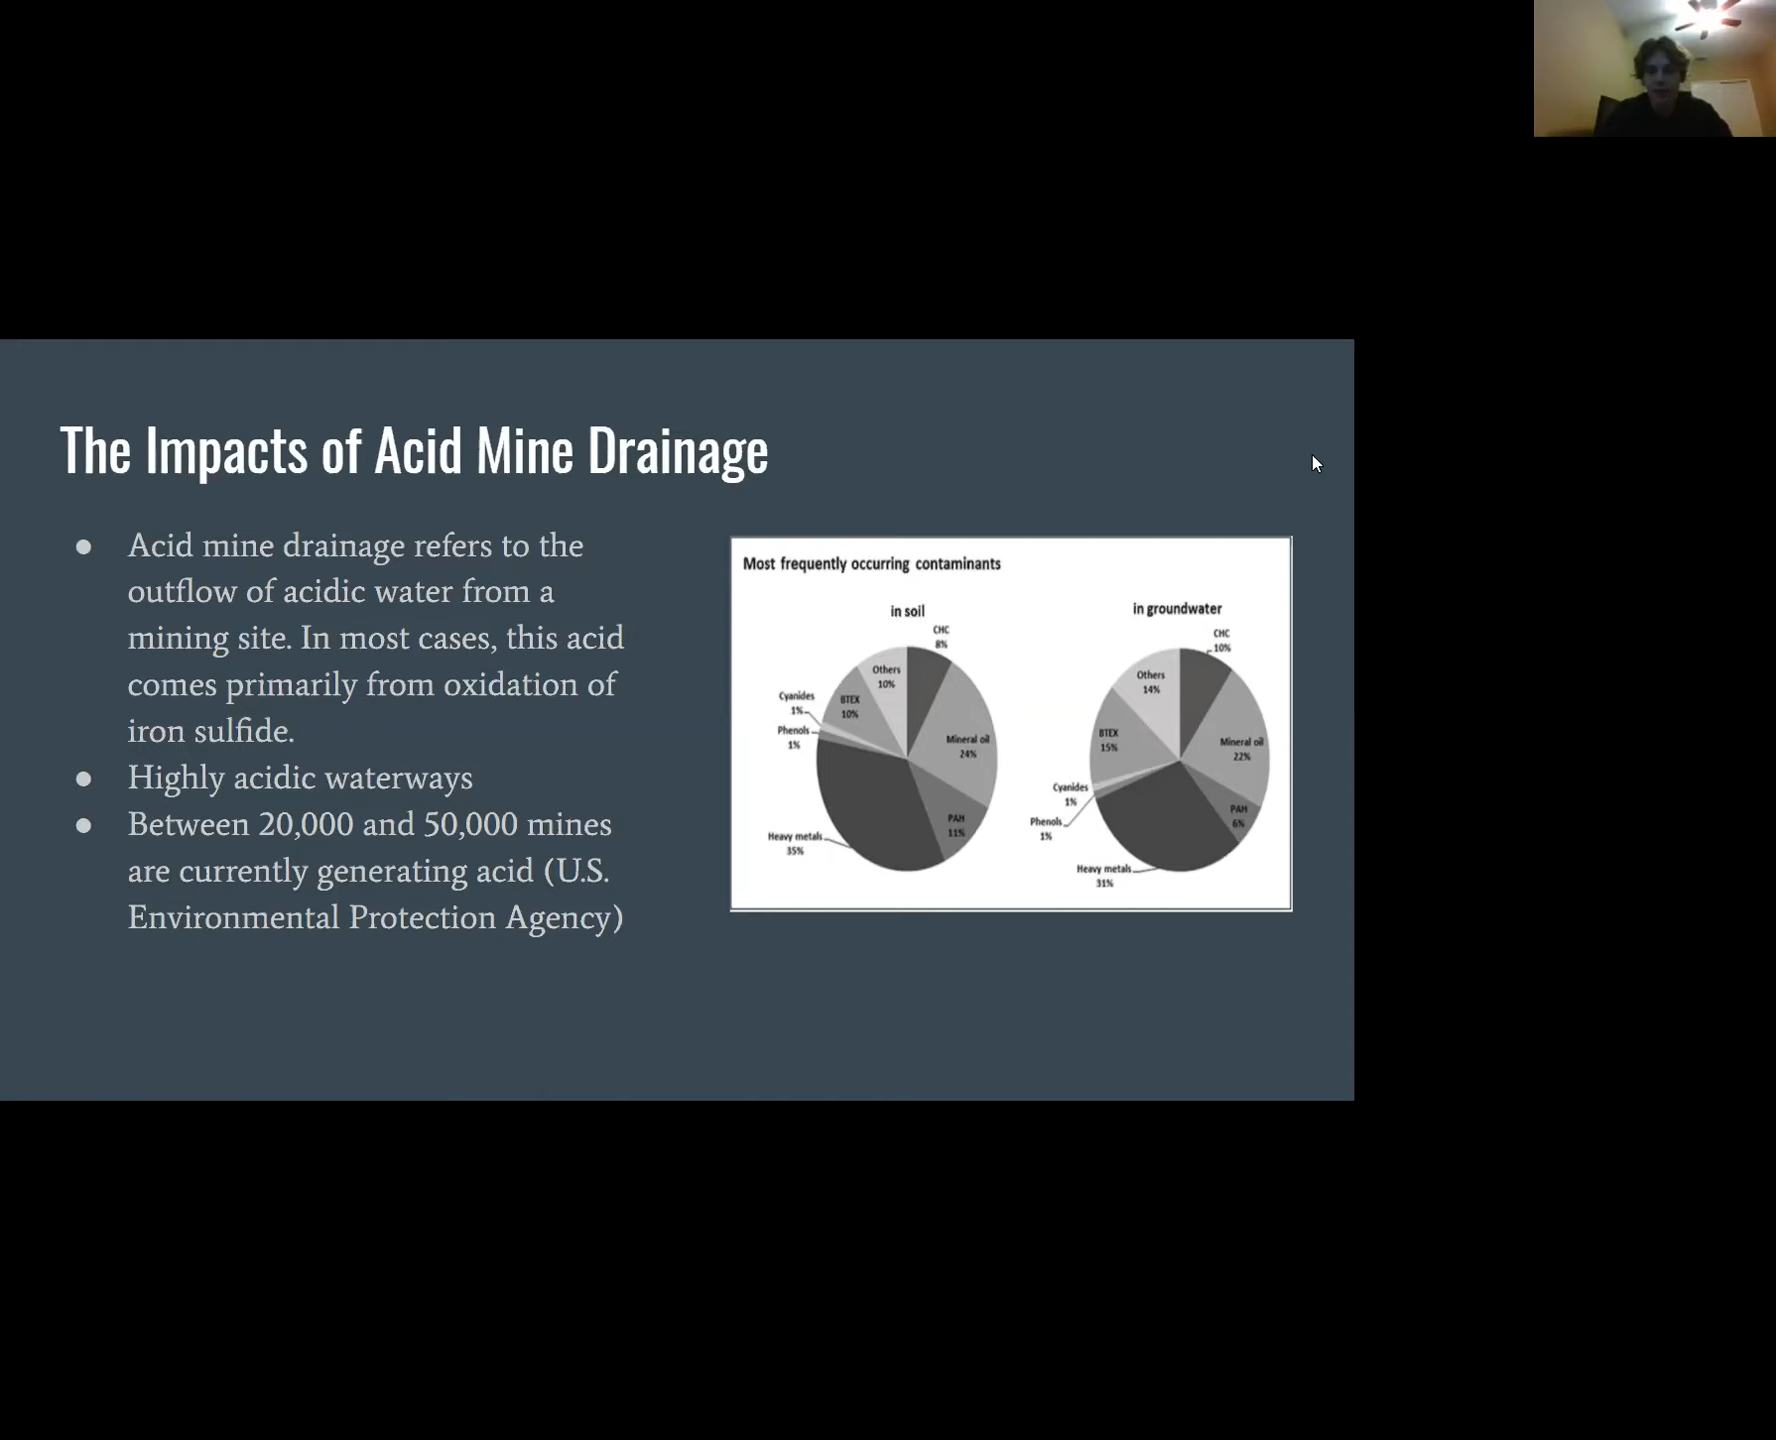 The Impacts of Acid Mine Drainage
● Acid mine drainage refers to the
outflow of acidic water from a
mining site. In most cases, this acid
comes primarily from oxidation of
iron sulfide.
● Highly acidic waterways
● Between 20,000 and 50,000 mines
are currently generating acid (U.S.
Environmental Protection Agency)
Most frequently occurring contaminants
in soil
CHC
8%
Mineral oil
24%
PAH
11%
Heavy metals
35%
Phenols
1%
Cyanides
1%
BTEX
10%
Others
10%
in groundwater
CHC
10%
Mineral oil
22%
PAH
6%
Heavy metals
31%
Phenols
1%
Cyanides
1%
BTEX
15%
Others
14%